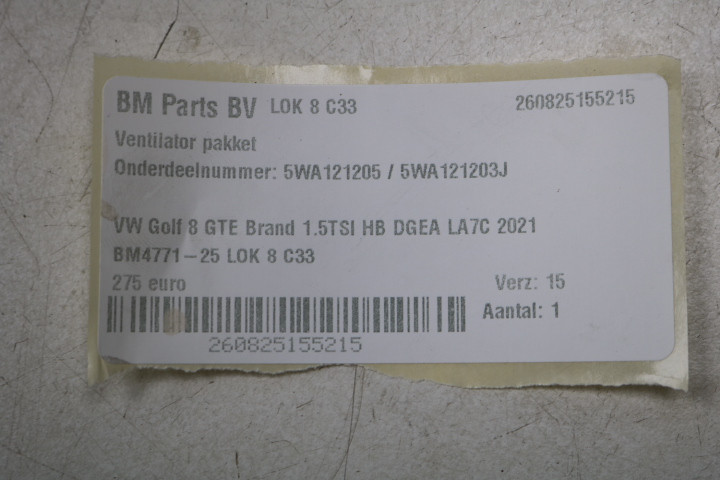 BM Parts BV LOK 8 C33 260825155215
Ventilator pakket
Onderdeelnummer: 5WA121205 / 5WA121203J
VW Golf 8 GTE Brand 1.5TSI HB DGEA LA7C 2021
BM4771-25 LOK 8 C33
275 euro Verz: 15
Aantal: 1
260825155215